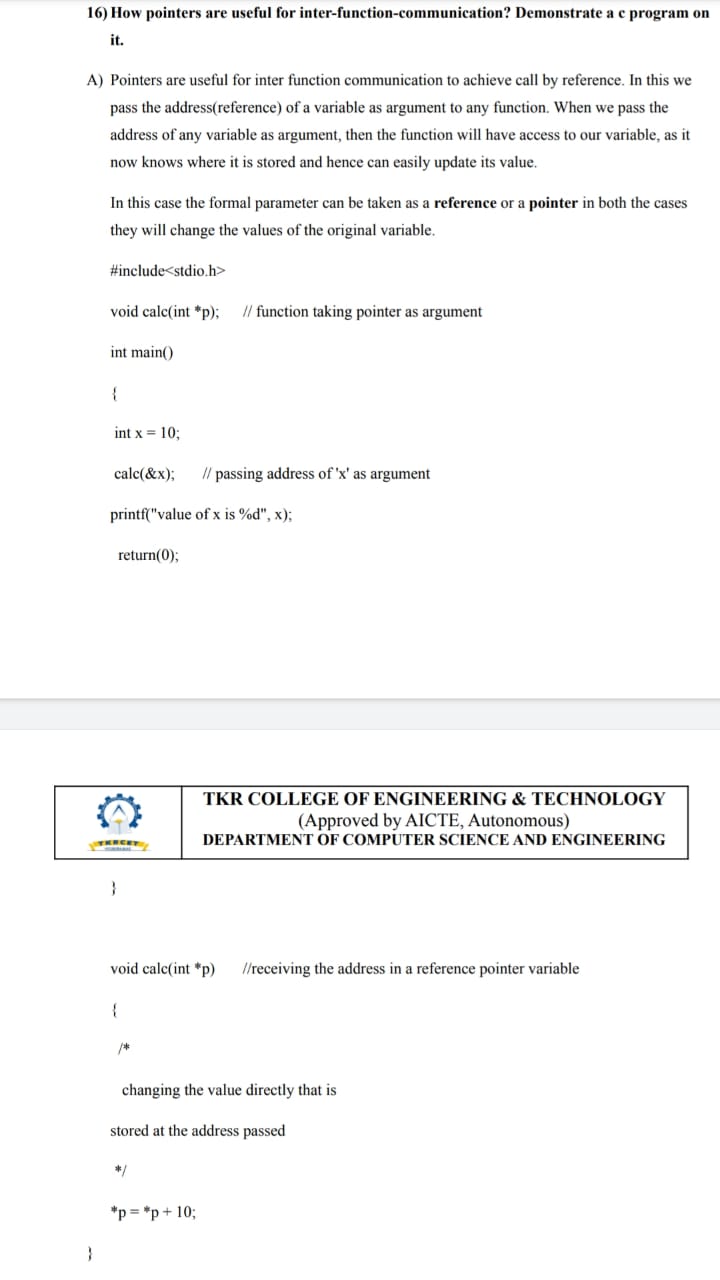 16) How pointers are useful for inter-function-communication? Demonstrate a c program on
it.
A) Pointers are useful for inter function communication to achieve call by reference. In this we
pass the address(reference) of a variable as argument to any function. When we pass the
address of any variable as argument, then the function will have access to our variable, as it
now knows where it is stored and hence can easily update its value.
In this case the formal parameter can be taken as a reference or a pointer in both the cases
they will change the values of the original variable.
#include<stdio.h>
void calc(int *p); // function taking pointer as argument
int main()
{
int x = 10;
calc(&x); // passing address of 'x' as argument
printf("value of x is %d", x);
return(0);
TKRCET
TKR COLLEGE OF ENGINEERING & TECHNOLOGY
(Approved by AICTE, Autonomous)
DEPARTMENT OF COMPUTER SCIENCE AND ENGINEERING
}
void calc(int *p) //receiving the address in a reference pointer variable
{
/*
changing the value directly that is
stored at the address passed
*/
*p = *p + 10;
}